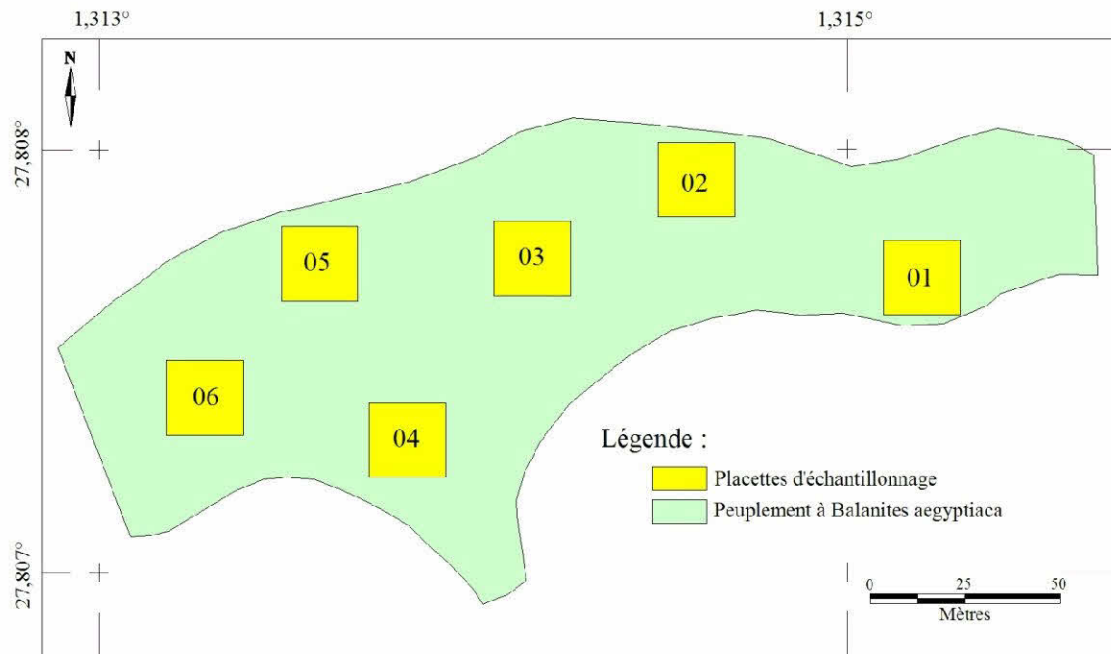 1,313° 1,315°
N
27,808
02
03
05
01
06
04
Légende :
Placettes d'échantillonnage
Peuplement à Balanites aegyptiaca
27,807
0 25 50
Mètres